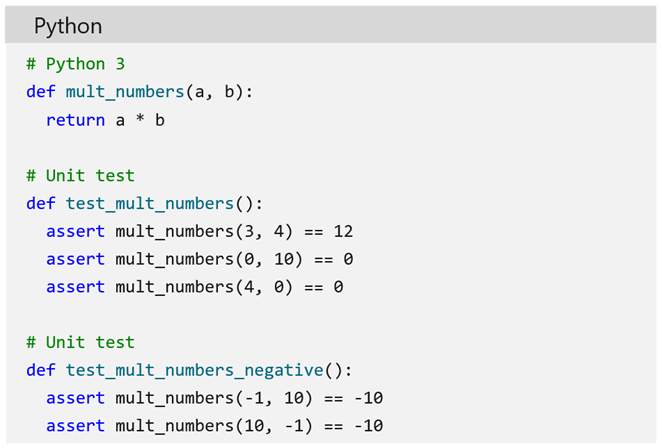 Python
# Python 3
def mult_numbers(a, b):
  return a * b
# Unit test
def test_mult_numbers():
  assert mult_numbers(3, 4) == 12
  assert mult_numbers(0, 10) == 0
  assert mult_numbers(4, 0) == 0
# Unit test
def test_mult_numbers_negative():
  assert mult_numbers(-1, 10) == -10
  assert mult_numbers(10, -1) == -10